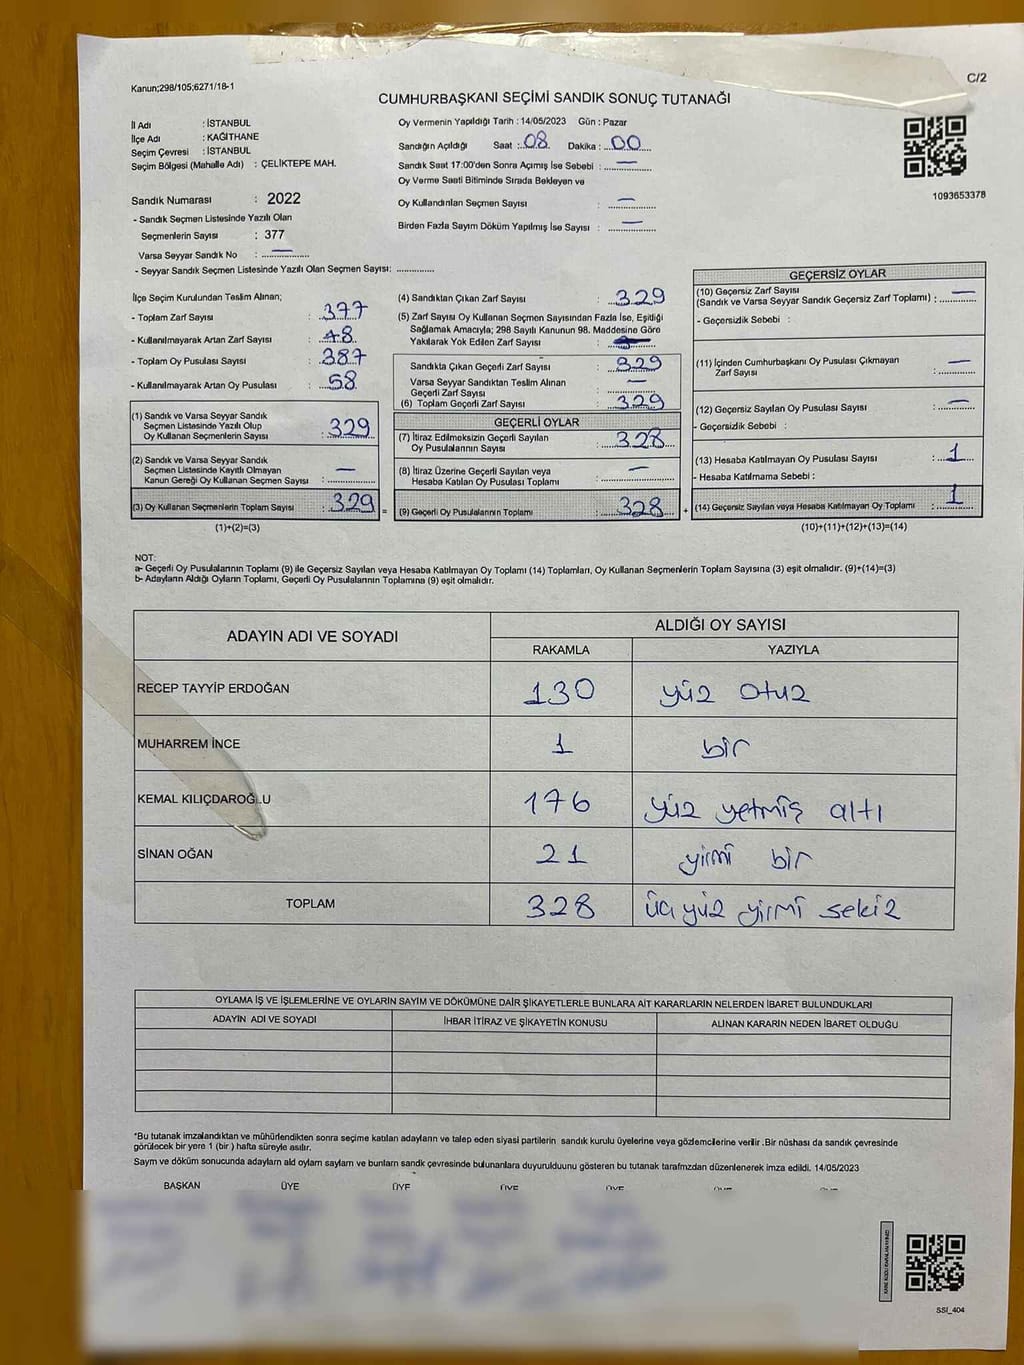 Kanun;298/105;6271/18-1
C/2
CUMHURBAŞKANI SEÇİMİ SANDIK SONUÇ TUTANAĞI
İl Adı : İSTANBUL
İlçe Adı : KAĞITHANE
Seçim Çevresi : İSTANBUL
Seçim Bölgesi (Mahalle Adı) : ÇELİKTEPE MAH.
Sandık Numarası : 2022
- Sandık Seçmen Listesinde Yazılı Olan
Seçmenlerin Sayısı : 377
Varsa Seyyar Sandık No : —
- Seyyar Sandık Seçmen Listesinde Yazılı Olan Seçmen Sayısı: ..............
Oy Vermenin Yapıldığı Tarih : 14/05/2023 Gün : Pazar
Sandığın Açıldığı Saat : 08 Dakika : 00
Sandık Saat 17:00'den Sonra Açımış İse Sebebi : —
Oy Verme Saati Bitiminde Sırada Bekleyen ve
Oy Kullandırılan Seçmen Sayısı : —
Birden Fazla Sayım Döküm Yapılmış İse Sayısı : —
1093653378
İlçe Seçim Kurulundan Teslim Alınan;
- Toplam Zarf Sayısı : 377
- Kullanılmayarak Artan Zarf Sayısı : 48
- Toplam Oy Pusulası Sayısı : 387
- Kullanılmayarak Artan Oy Pusulası : 58
(1) Sandık ve Varsa Seyyar Sandık
Seçmen Listesinde Yazılı Olup
Oy Kullanan Seçmenlerin Sayısı : 329
(2) Sandık ve Varsa Seyyar Sandık
Seçmen Listesinde Kayıtlı Olmayan
Kanun Gereği Oy Kullanan Seçmen Sayısı : —
(3) Oy Kullanan Seçmenlerin Toplam Sayısı : 329 =
(1)+(2)=(3)
(4) Sandıktan Çıkan Zarf Sayısı : 329
(5) Zarf Sayısı Oy Kullanan Seçmen Sayısından Fazla İse, Eşitliği
Sağlamak Amacıyla; 298 Sayılı Kanunun 98. Maddesine Göre
Yakılarak Yok Edilen Zarf Sayısı :
Sandıkta Çıkan Geçerli Zarf Sayısı : 329
Varsa Seyyar Sandıktan Teslim Alınan
Geçerli Zarf Sayısı : —
(6) Toplam Geçerli Zarf Sayısı : 329
GEÇERLİ OYLAR
(7) İtiraz Edilmeksizin Geçerli Sayılan
Oy Pusulalarının Sayısı : 328
(8) İtiraz Üzerine Geçerli Sayılan veya
Hesaba Katılan Oy Pusulası Toplamı : —
(9) Geçerli Oy Pusulalarının Toplamı : 328 +
GEÇERSİZ OYLAR
(10) Geçersiz Zarf Sayısı
(Sandık ve Varsa Seyyar Sandık Geçersiz Zarf Toplamı) : —
- Geçersizlik Sebebi :
(11) İçinden Cumhurbaşkanı Oy Pusulası Çıkmayan
Zarf Sayısı : —
(12) Geçersiz Sayılan Oy Pusulası Sayısı : —
- Geçersizlik Sebebi :
(13) Hesaba Katılmayan Oy Pusulası Sayısı : 1
- Hesaba Katılmama Sebebi :
(14) Geçersiz Sayılan veya Hesaba Katılmayan Oy Toplamı : 1
(10)+(11)+(12)+(13)=(14)
NOT:
a- Geçerli Oy Pusulalarının Toplamı (9) ile Geçersiz Sayılan veya Hesaba Katılmayan Oy Toplamı (14) Toplamları, Oy Kullanan Seçmenlerin Toplam Sayısına (3) eşit olmalıdır. (9)+(14)=(3)
b- Adayların Aldığı Oyların Toplamı, Geçerli Oy Pusulalarının Toplamına (9) eşit olmalıdır.
ADAYIN ADI VE SOYADI ALDIĞI OY SAYISI
RAKAMLA YAZIYLA
RECEP TAYYİP ERDOĞAN 130 yüz otuz
MUHARREM İNCE 1 bir
KEMAL KILIÇDAROĞLU 176 yüz yetmiş altı
SİNAN OĞAN 21 yirmi bir
TOPLAM 328 üç yüz yirmi sekiz
OYLAMA İŞ VE İŞLEMLERİNE VE OYLARIN SAYIM VE DÖKÜMÜNE DAİR ŞİKAYETLERLE BUNLARA AİT KARARLARIN NELERDEN İBARET BULUNDUKLARI
ADAYIN ADI VE SOYADI İHBAR İTİRAZ VE ŞİKAYETİN KONUSU ALINAN KARARIN NEDEN İBARET OLDUĞU
*Bu tutanak imzalandıktan ve mühürlendikten sonra seçime katılan adayların ve talep eden siyasi partilerin sandık kurulu üyelerine veya gözlemcilerine verilir .Bir nüshası da sandık çevresinde
görülecek bir yere 1 (bir ) hafta süreyle asılır.
Sayım ve döküm sonucunda adayların ald oyların sayıların ve bunların sandk çevresinde bulunanlara duyurulduunu gösteren bu tutanak tarafmzdan düzenlenerek imza edildi. 14/05/2023
BAŞKAN ÜYE ÜYE ÜYE ÜYE
SSI_404